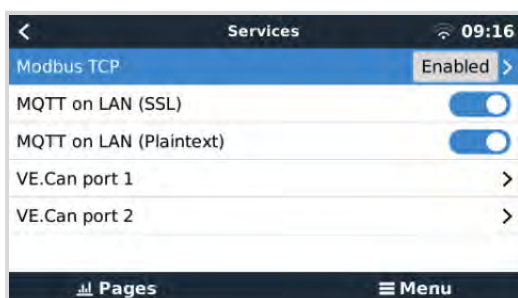 Services 09:16
Modbus TCP Enabled
MQTT on LAN (SSL)
MQTT on LAN (Plaintext)
VE.Can port 1
VE.Can port 2
Pages Menu